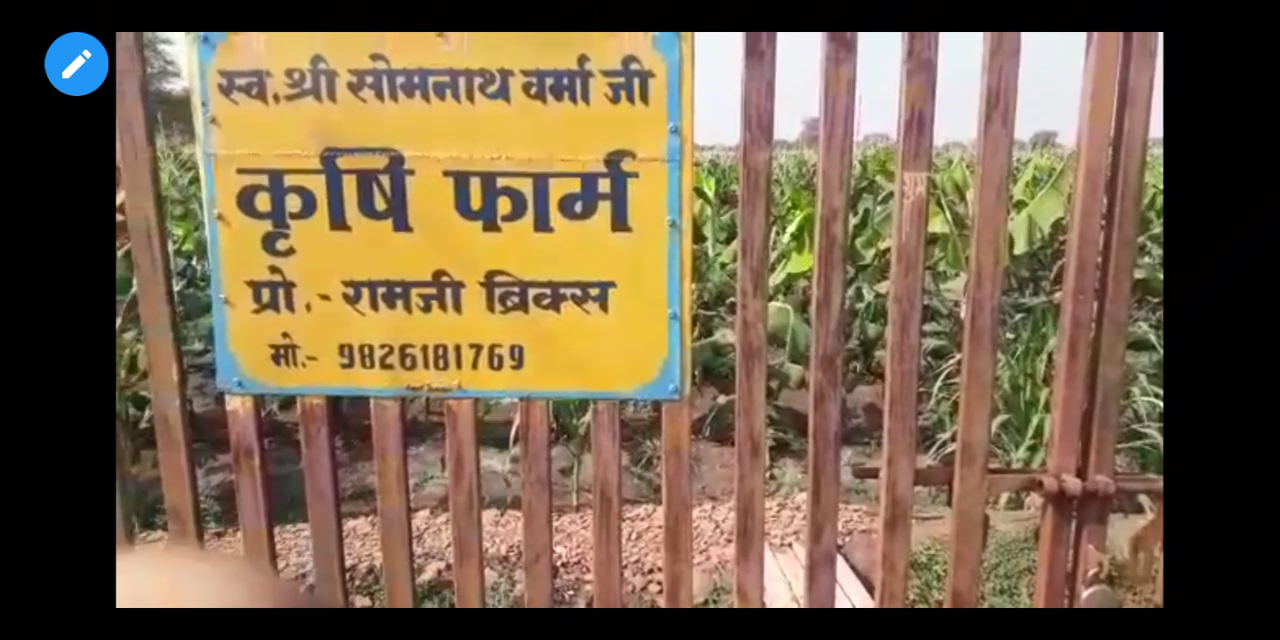 स्व.श्री सोमनाथ वर्मा जी
कृषि फार्म
प्रो.- रामजी ब्रिक्स
मो.- 9826181769